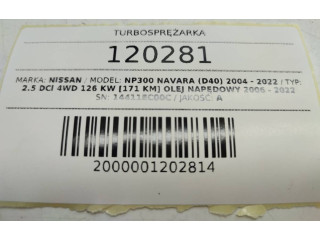 TURBOSPRĘŻARKA
120281
MARKA: NISSAN / MODEL: NP300 NAVARA (D40) 2004 - 2022 / TYP:
2.5 DCI 4WD 126 KW [171 KM] OLEJ NAPĘDOWY 2006 - 2022
SN: 144118C00C / JAKOŚĆ: A
2000001202814